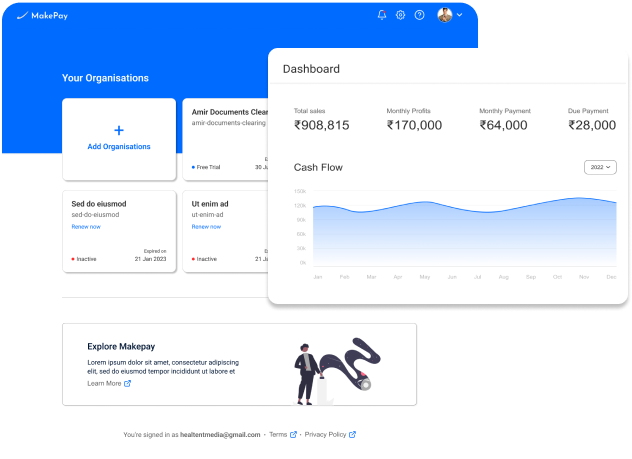 MakePay
Your Organisations
+
Add Organisations
Amir Documents Clear
amir-documents-clearing
Free Trial
30 Ju
Sed do eiusmod
sed-do-eiusmod
Renew now
Expired on
Inactive
21 Jan 2023
Ut enim ad
ut-enim-ad
Renew now
Inactive
21 Ja
Dashboard
Total sales
₹908,815
Monthly Profits
₹170,000
Monthly Payment
₹64,000
Due Payment
₹28,000
Cash Flow
2022
150k
120k
90k
60k
30k
0k
Jan Feb Mar Apr May Jun Jul Aug Sep Oct Nov Dec
Explore Makepay
Lorem ipsum dolor sit amet, consectetur adipiscing
elit, sed do eiusmod tempor incididunt ut labore et
Learn More
You're signed in as healtentmedia@gmail.com • Terms • Privacy Policy